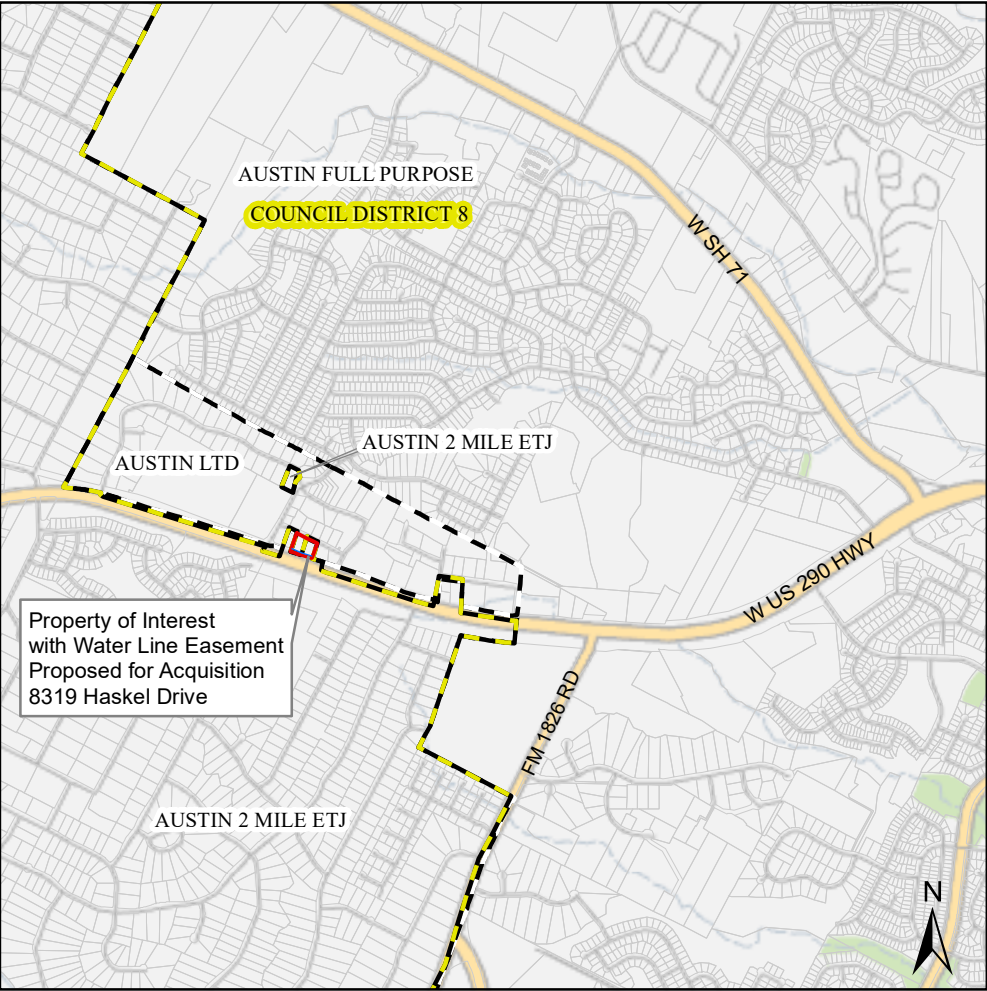 AUSTIN FULL PURPOSE
COUNCIL DISTRICT 8
W SH 71
AUSTIN 2 MILE ETJ
AUSTIN LTD
W US 290 HWY
Property of Interest
with Water Line Easement
Proposed for Acquisition
8319 Haskel Drive
FM 1826 RD
AUSTIN 2 MILE ETJ
N